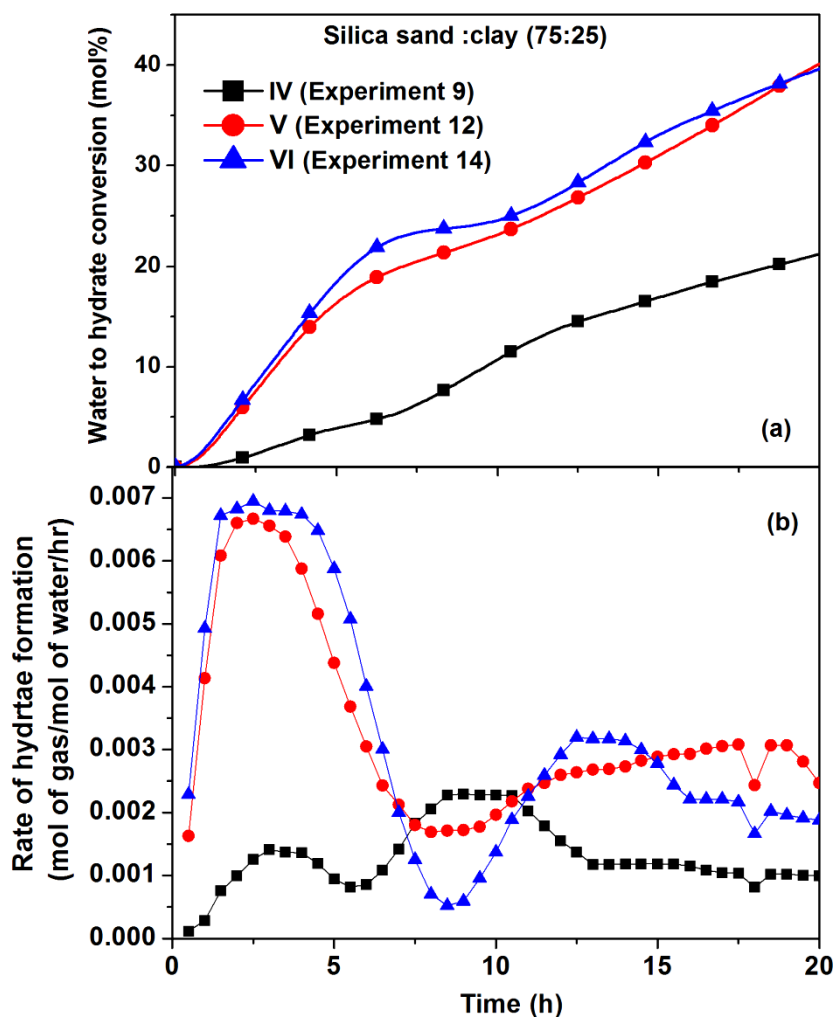 Silica sand :clay (75:25)
IV (Experiment 9)
V (Experiment 12)
VI (Experiment 14)
Water to hydrate conversion (mol%)
40
30
20
10
0
(a)
(b)
Rate of hydrtae formation
(mol of gas/mol of water/hr)
0.007
0.006
0.005
0.004
0.003
0.002
0.001
0.000
0 5 10 15 20
Time (h)